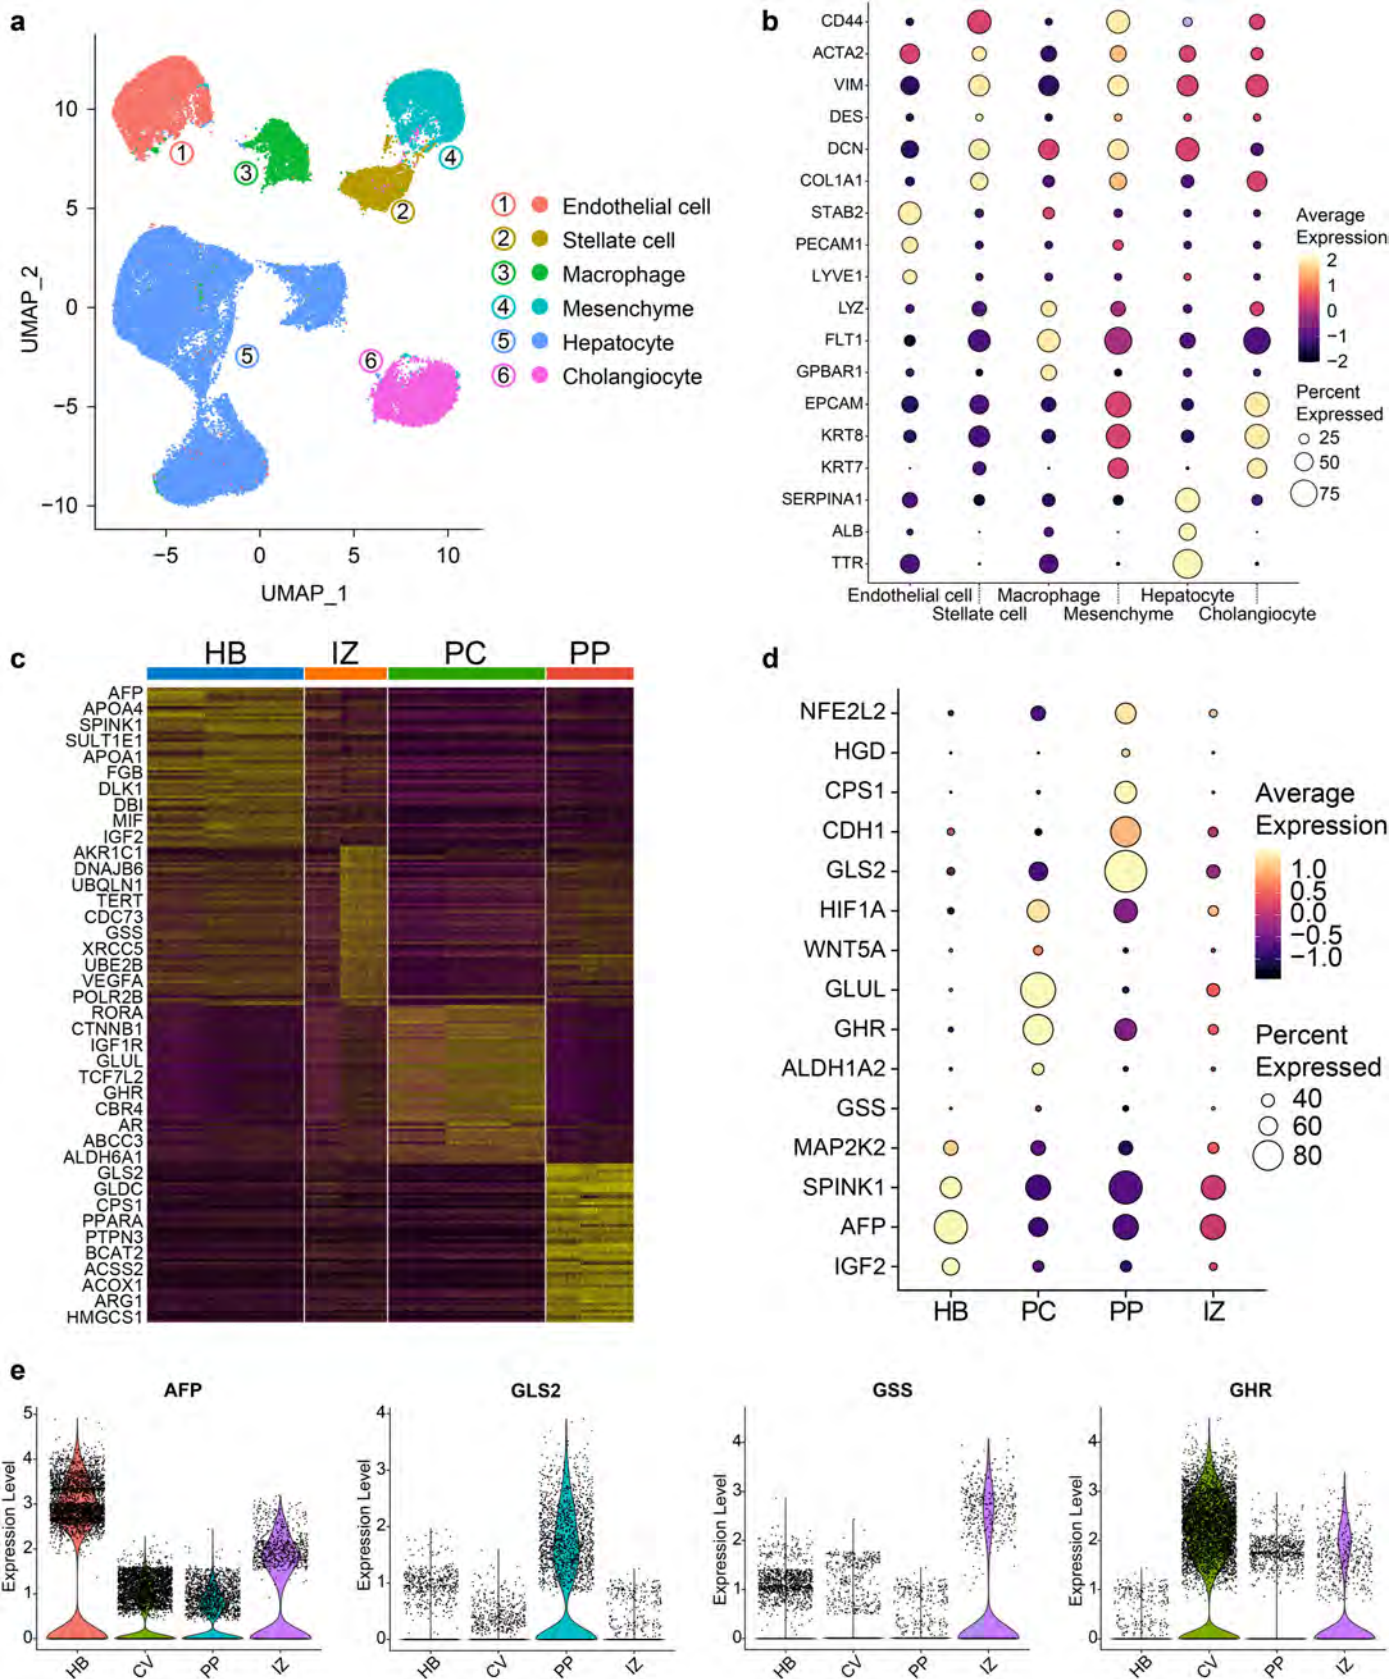 a
10
5
0
−5
−10
UMAP_2
−5
0
5
10
UMAP_1
1
3
4
2
5
6
1 Endothelial cell
2 Stellate cell
3 Macrophage
4 Mesenchyme
5 Hepatocyte
6 Cholangiocyte
b
CD44
ACTA2
VIM
DES
DCN
COL1A1
STAB2
PECAM1
LYVE1
LYZ
FLT1
GPBAR1
EPCAM
KRT8
KRT7
SERPINA1
ALB
TTR
Endothelial cell
Stellate cell
Macrophage
Mesenchyme
Hepatocyte
Cholangiocyte
Average
Expression
2
1
0
−1
−2
Percent
Expressed
25
50
75
c
HB IZ PC PP
AFP
APOA4
SPINK1
SULT1E1
APOA1
FGB
DLK1
DBI
MIF
IGF2
AKR1C1
DNAJB6
UBQLN1
TERT
CDC73
GSS
XRCC5
UBE2B
VEGFA
POLR2B
RORA
CTNNB1
IGF1R
GLUL
TCF7L2
GHR
CBR4
AR
ABCC3
ALDH6A1
GLS2
GLDC
CPS1
PPARA
PTPN3
BCAT2
ACSS2
ACOX1
ARG1
HMGCS1
d
NFE2L2
HGD
CPS1
CDH1
GLS2
HIF1A
WNT5A
GLUL
GHR
ALDH1A2
GSS
MAP2K2
SPINK1
AFP
IGF2
HB PC PP IZ
Average
Expression
1.0
0.5
0.0
−0.5
−1.0
Percent
Expressed
40
60
80
e
AFP
Expression Level
5
4
3
2
1
0
HB CV PP IZ
GLS2
Expression Level
4
3
2
1
0
HB CV PP IZ
GSS
Expression Level
4
3
2
1
0
HB CV PP IZ
GHR
Expression Level
4
3
2
1
0
HB CV PP IZ